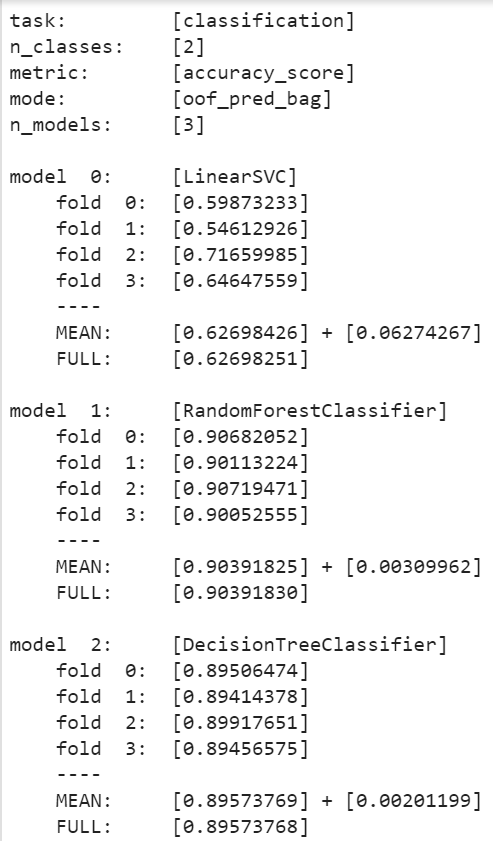 task:         [classification]
n_classes:    [2]
metric:       [accuracy_score]
mode:         [oof_pred_bag]
n_models:     [3]

model  0:     [LinearSVC]
    fold  0:  [0.59873233]
    fold  1:  [0.54612926]
    fold  2:  [0.71659985]
    fold  3:  [0.64647559]
    ----
    MEAN:     [0.62698426] + [0.06274267]
    FULL:     [0.62698251]

model  1:     [RandomForestClassifier]
    fold  0:  [0.90682052]
    fold  1:  [0.90113224]
    fold  2:  [0.90719471]
    fold  3:  [0.90052555]
    ----
    MEAN:     [0.90391825] + [0.00309962]
    FULL:     [0.90391830]

model  2:     [DecisionTreeClassifier]
    fold  0:  [0.89506474]
    fold  1:  [0.89414378]
    fold  2:  [0.89917651]
    fold  3:  [0.89456575]
    ----
    MEAN:     [0.89573769] + [0.00201199]
    FULL:     [0.89573768]